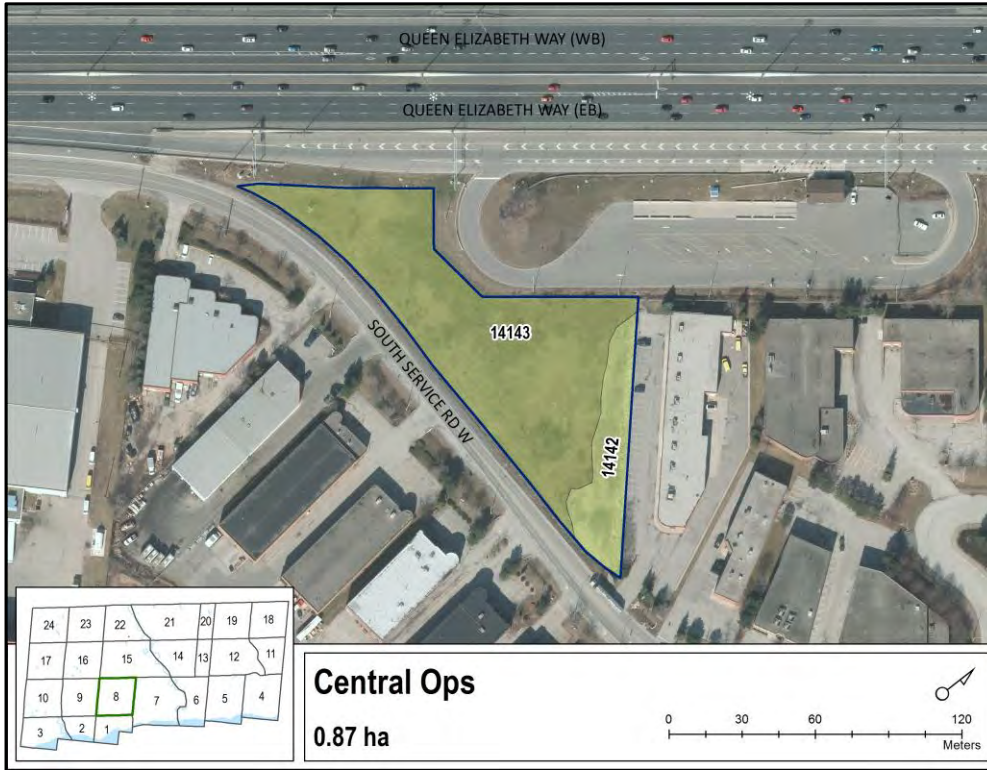 QUEEN ELIZABETH WAY (WB)
QUEEN ELIZABETH WAY (EB)
14143
SOUTH SERVICE RD W
14142
24 23 22 21 20 19 18
17 16 15 14 13 12 11
10 9 8 7 6 5 4
3 2 1
Central Ops
0.87 ha
0 30 60 120
Meters